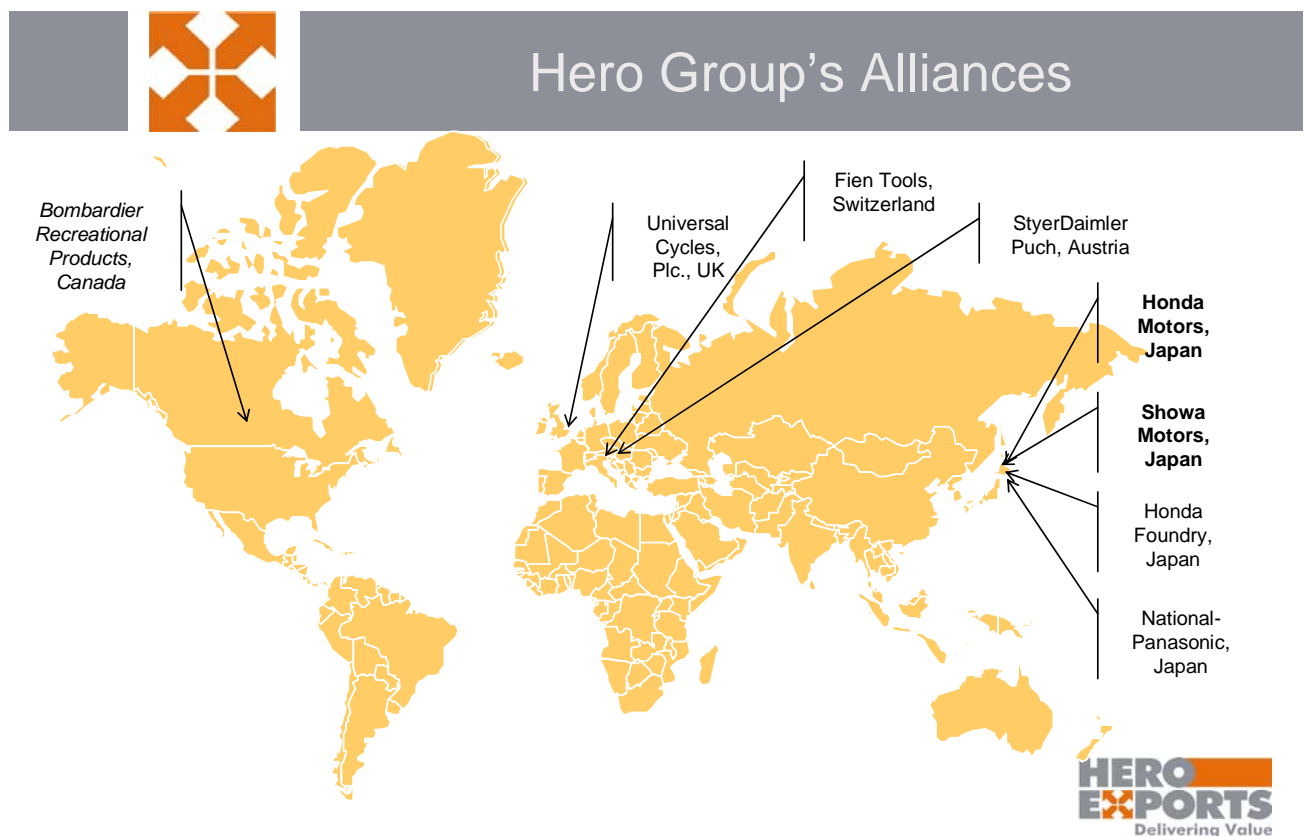 Hero Group's Alliances
Bombardier
Recreational
Products,
Canada
Universal
Cycles,
Plc., UK
Fien Tools,
Switzerland
StyerDaimler
Puch, Austria
Honda
Motors,
Japan
Showa
Motors,
Japan
Honda
Foundry,
Japan
National-
Panasonic,
Japan
HERO
EXPORTS
Delivering Value